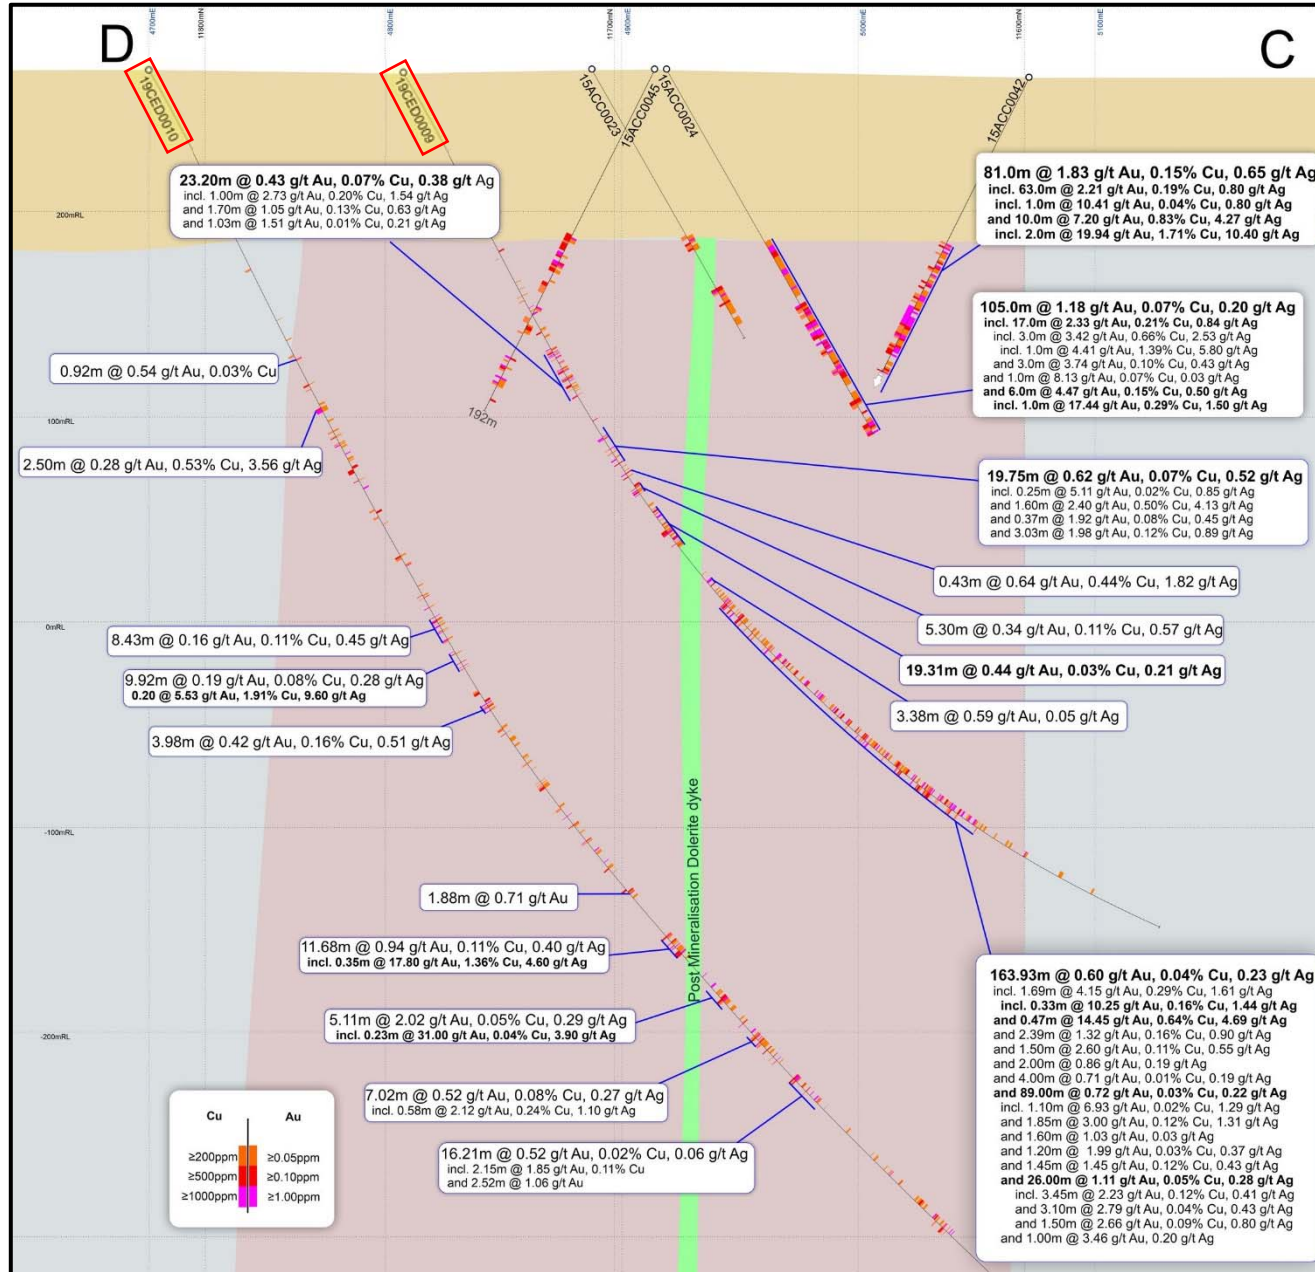 D
C
4700mE
11800mN
4800mE
11700mN
4900mE
5000mE
11600mN
5100mE
19CED0010
19CED0009
15ACC0023
15ACC0045
15ACC0024
15ACC0042
200mRL
100mRL
0mRL
-100mRL
-200mRL
23.20m @ 0.43 g/t Au, 0.07% Cu, 0.38 g/t Ag
incl. 1.00m @ 2.73 g/t Au, 0.20% Cu, 1.54 g/t Ag
and 1.70m @ 1.05 g/t Au, 0.13% Cu, 0.63 g/t Ag
and 1.03m @ 1.51 g/t Au, 0.01% Cu, 0.21 g/t Ag
81.0m @ 1.83 g/t Au, 0.15% Cu, 0.65 g/t Ag
incl. 63.0m @ 2.21 g/t Au, 0.19% Cu, 0.80 g/t Ag
incl. 1.0m @ 10.41 g/t Au, 0.04% Cu, 0.80 g/t Ag
and 10.0m @ 7.20 g/t Au, 0.83% Cu, 4.27 g/t Ag
incl. 2.0m @ 19.94 g/t Au, 1.71% Cu, 10.40 g/t Ag
105.0m @ 1.18 g/t Au, 0.07% Cu, 0.20 g/t Ag
incl. 17.0m @ 2.33 g/t Au, 0.21% Cu, 0.84 g/t Ag
incl. 3.0m @ 3.42 g/t Au, 0.66% Cu, 2.53 g/t Ag
incl. 1.0m @ 4.41 g/t Au, 1.39% Cu, 5.80 g/t Ag
and 3.0m @ 3.74 g/t Au, 0.10% Cu, 0.43 g/t Ag
and 1.0m @ 8.13 g/t Au, 0.07% Cu, 0.03 g/t Ag
and 6.0m @ 4.47 g/t Au, 0.15% Cu, 0.50 g/t Ag
incl. 1.0m @ 17.44 g/t Au, 0.29% Cu, 1.50 g/t Ag
0.92m @ 0.54 g/t Au, 0.03% Cu
192m
2.50m @ 0.28 g/t Au, 0.53% Cu, 3.56 g/t Ag
19.75m @ 0.62 g/t Au, 0.07% Cu, 0.52 g/t Ag
incl. 0.25m @ 5.11 g/t Au, 0.02% Cu, 0.85 g/t Ag
and 1.60m @ 2.40 g/t Au, 0.50% Cu, 4.13 g/t Ag
and 0.37m @ 1.92 g/t Au, 0.08% Cu, 0.45 g/t Ag
and 3.03m @ 1.98 g/t Au, 0.12% Cu, 0.89 g/t Ag
0.43m @ 0.64 g/t Au, 0.44% Cu, 1.82 g/t Ag
5.30m @ 0.34 g/t Au, 0.11% Cu, 0.57 g/t Ag
8.43m @ 0.16 g/t Au, 0.11% Cu, 0.45 g/t Ag
19.31m @ 0.44 g/t Au, 0.03% Cu, 0.21 g/t Ag
9.92m @ 0.19 g/t Au, 0.08% Cu, 0.28 g/t Ag
0.20 @ 5.53 g/t Au, 1.91% Cu, 9.60 g/t Ag
3.38m @ 0.59 g/t Au, 0.05 g/t Ag
3.98m @ 0.42 g/t Au, 0.16% Cu, 0.51 g/t Ag
Post Mineralisation Dolerite dyke
1.88m @ 0.71 g/t Au
11.68m @ 0.94 g/t Au, 0.11% Cu, 0.40 g/t Ag
incl. 0.35m @ 17.80 g/t Au, 1.36% Cu, 4.60 g/t Ag
5.11m @ 2.02 g/t Au, 0.05% Cu, 0.29 g/t Ag
incl. 0.23m @ 31.00 g/t Au, 0.04% Cu, 3.90 g/t Ag
7.02m @ 0.52 g/t Au, 0.08% Cu, 0.27 g/t Ag
incl. 0.58m @ 2.12 g/t Au, 0.24% Cu, 1.10 g/t Ag
16.21m @ 0.52 g/t Au, 0.02% Cu, 0.06 g/t Ag
incl. 2.15m @ 1.85 g/t Au, 0.11% Cu
and 2.52m @ 1.06 g/t Au
163.93m @ 0.60 g/t Au, 0.04% Cu, 0.23 g/t Ag
incl. 1.69m @ 4.15 g/t Au, 0.29% Cu, 1.61 g/t Ag
incl. 0.33m @ 10.25 g/t Au, 0.16% Cu, 1.44 g/t Ag
and 0.47m @ 14.45 g/t Au, 0.64% Cu, 4.69 g/t Ag
and 2.39m @ 1.32 g/t Au, 0.16% Cu, 0.90 g/t Ag
and 1.50m @ 2.60 g/t Au, 0.11% Cu, 0.55 g/t Ag
and 2.00m @ 0.86 g/t Au, 0.19 g/t Ag
and 4.00m @ 0.71 g/t Au, 0.01% Cu, 0.19 g/t Ag
and 89.00m @ 0.72 g/t Au, 0.03% Cu, 0.22 g/t Ag
incl. 1.10m @ 6.93 g/t Au, 0.02% Cu, 1.29 g/t Ag
and 1.85m @ 3.00 g/t Au, 0.12% Cu, 1.31 g/t Ag
and 1.60m @ 1.03 g/t Au, 0.03 g/t Ag
and 1.20m @ 1.99 g/t Au, 0.03% Cu, 0.37 g/t Ag
and 1.45m @ 1.45 g/t Au, 0.12% Cu, 0.43 g/t Ag
and 26.00m @ 1.11 g/t Au, 0.05% Cu, 0.28 g/t Ag
incl. 3.45m @ 2.23 g/t Au, 0.12% Cu, 0.41 g/t Ag
and 3.10m @ 2.79 g/t Au, 0.04% Cu, 0.43 g/t Ag
and 1.50m @ 2.66 g/t Au, 0.09% Cu, 0.80 g/t Ag
and 1.00m @ 3.46 g/t Au, 0.20 g/t Ag
Cu Au
≥200ppm ≥0.05ppm
≥500ppm ≥0.10ppm
≥1000ppm ≥1.00ppm